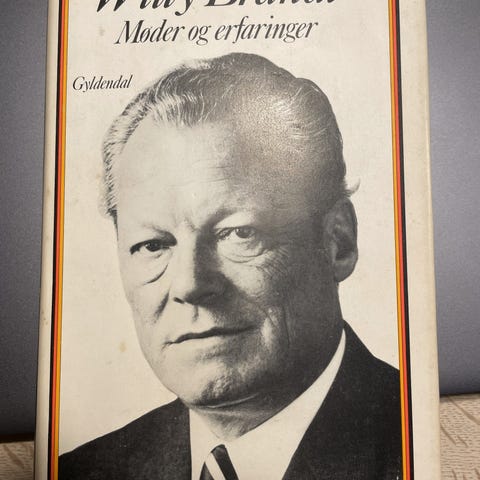 Willy Brandt
Møder og erfaringer
Gyldendal